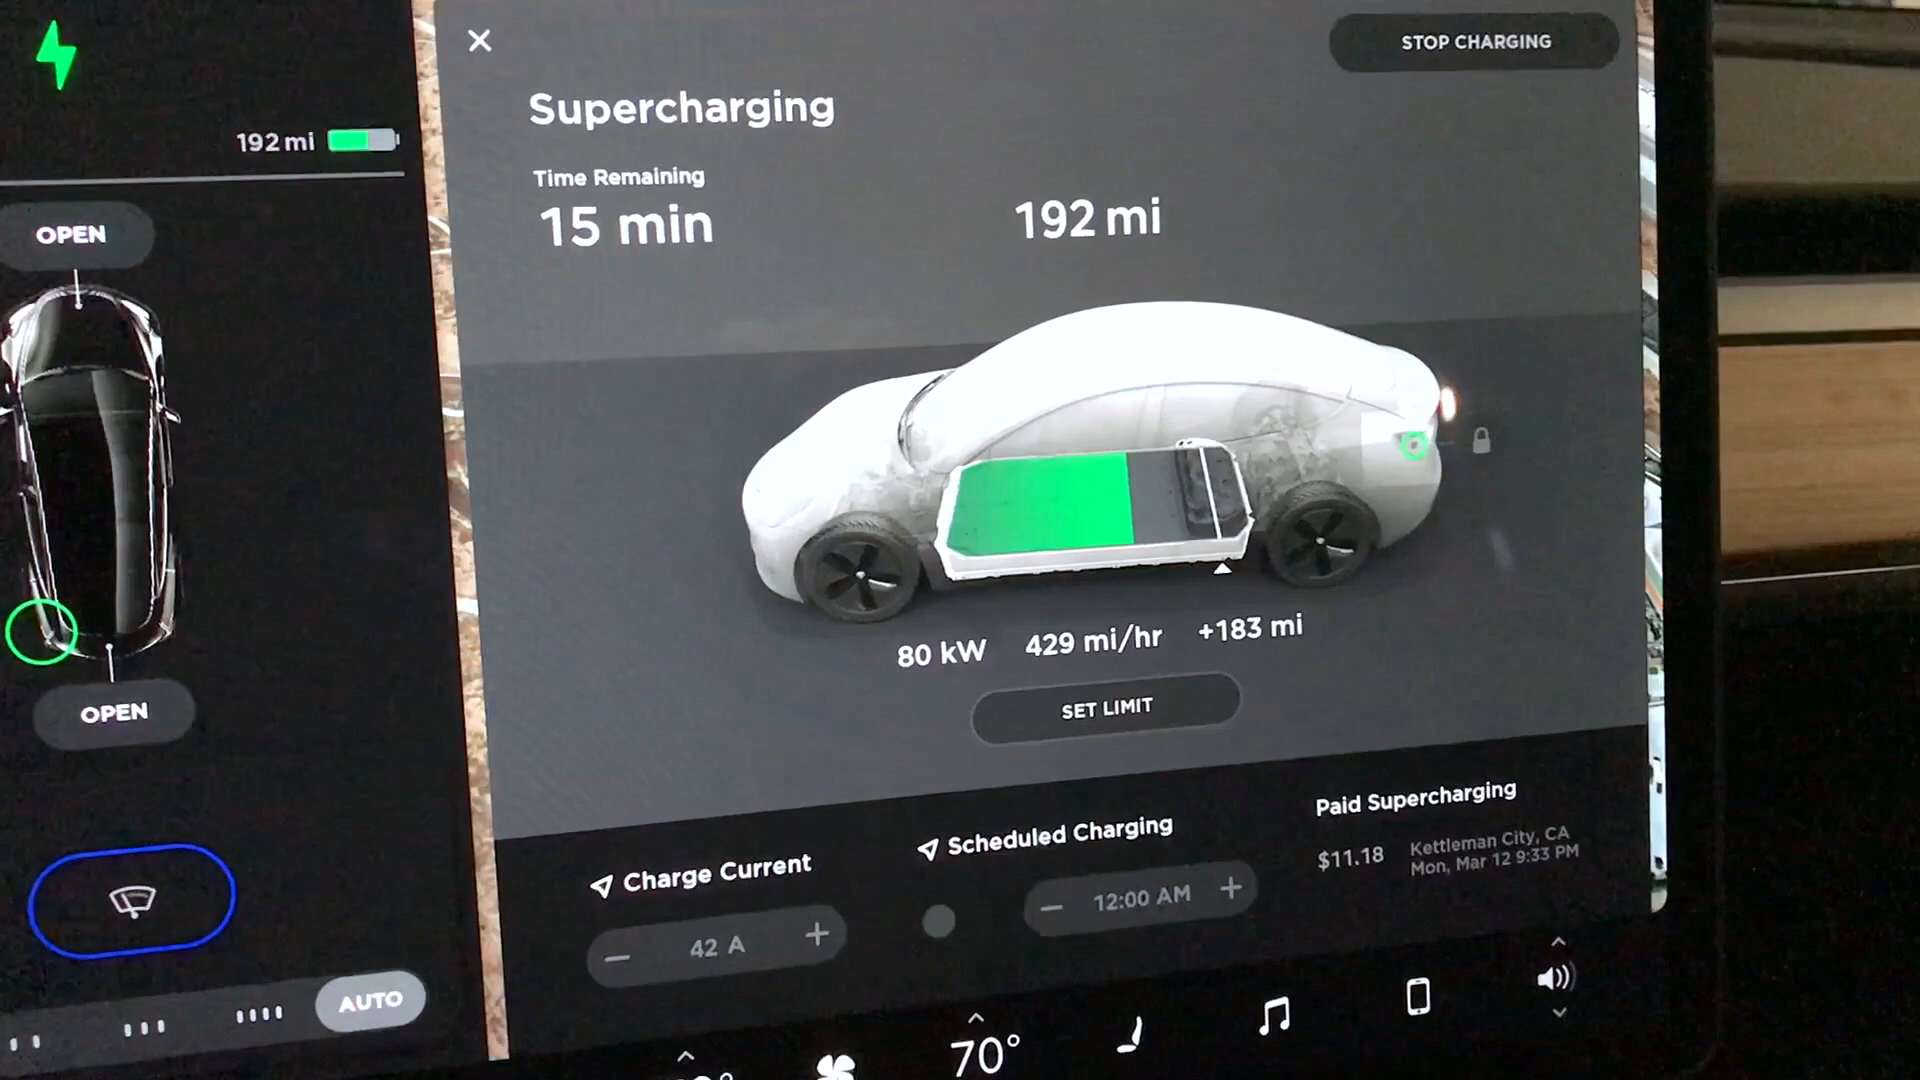 192 mi
OPEN
OPEN
AUTO
STOP CHARGING
Supercharging
Time Remaining
15 min
192 mi
80 kW
429 mi/hr
+183 mi
SET LIMIT
Charge Current
42 A
Scheduled Charging
12:00 AM
Paid Supercharging
$11.18
Kettleman City, CA
Mon, Mar 12 9:33 PM
70°